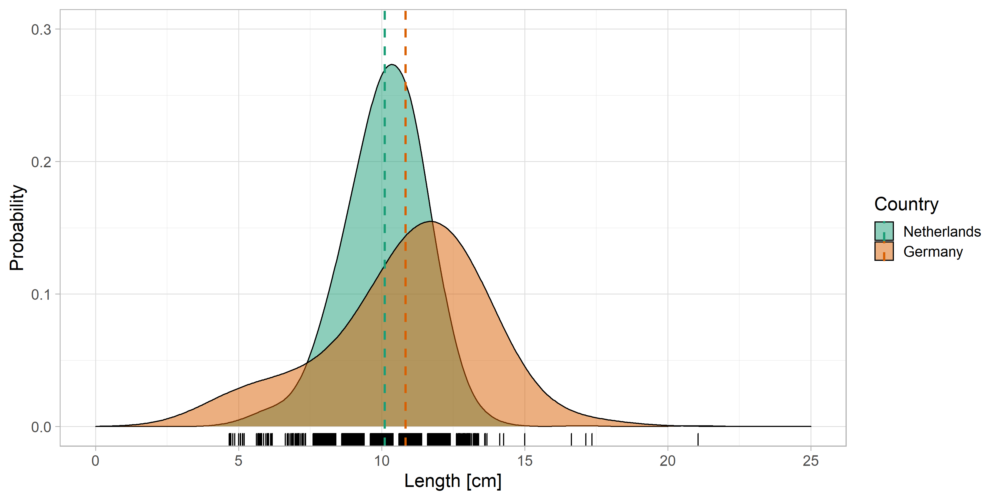 0.3
0.2
0.1
0.0
Probability
0 5 10 15 20 25
Length [cm]
Country
Netherlands
Germany